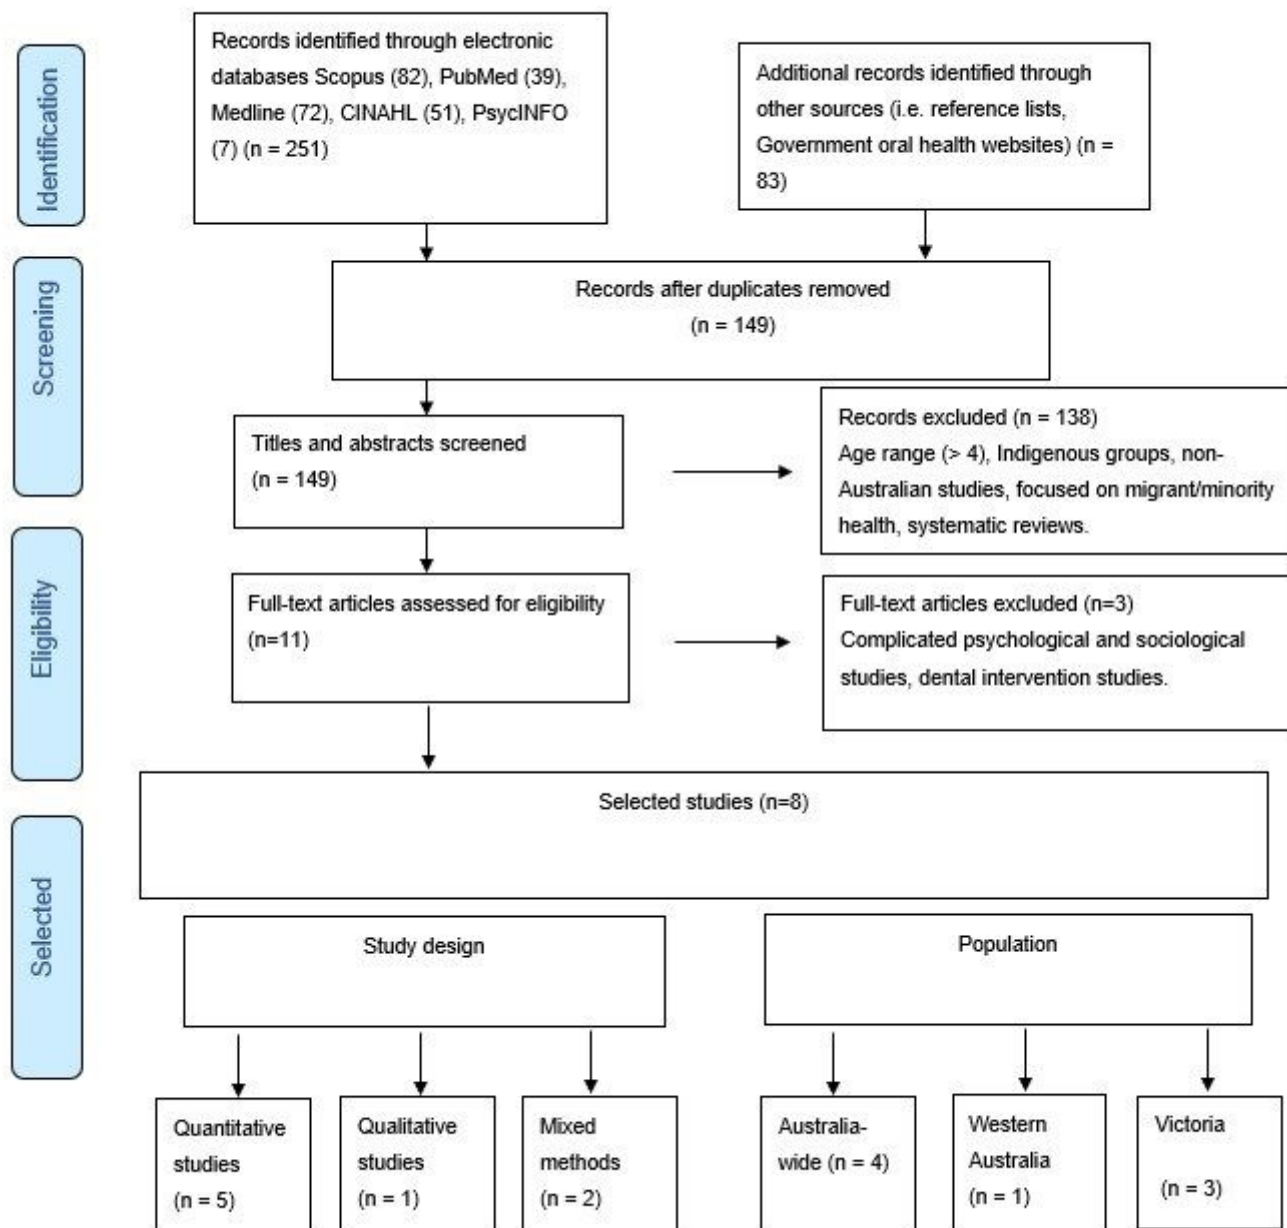 Identification
Records identified through electronic
databases Scopus (82), PubMed (39),
Medline (72), CINAHL (51), PsycINFO
(7) (n = 251)
Additional records identified through
other sources (i.e. reference lists,
Government oral health websites) (n =
83)
Screening
Records after duplicates removed
(n = 149)
Titles and abstracts screened
(n = 149)
Records excluded (n = 138)
Age range (> 4), Indigenous groups, non-
Australian studies, focused on migrant/minority
health, systematic reviews.
Eligibility
Full-text articles assessed for eligibility
(n=11)
Full-text articles excluded (n=3)
Complicated psychological and sociological
studies, dental intervention studies.
Selected
Selected studies (n=8)
Study design
Population
Quantitative
studies
(n = 5)
Qualitative
studies
(n = 1)
Mixed
methods
(n = 2)
Australia-
wide (n = 4)
Western
Australia
(n = 1)
Victoria
(n = 3)